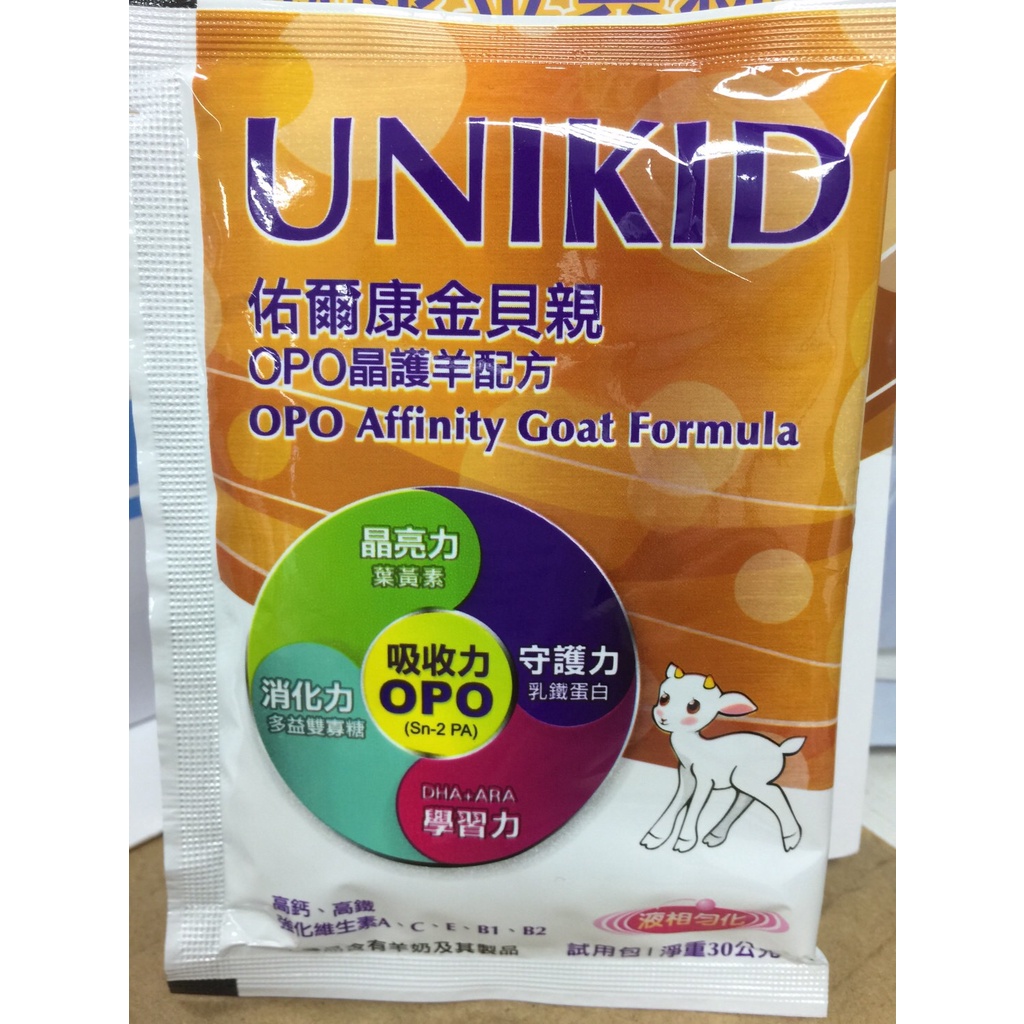 UNIKID
佑爾康金貝親
OPO晶護羊配方
OPO Affinity Goat Formula
晶亮力
葉黃素
吸收力
OPO
(Sn-2 PA)
守護力
乳鐵蛋白
消化力
多益雙寡糖
DHA+ARA
學習力
高鈣、高鐵
強化維生素A、C、E、B1、B2
含有羊奶及其製品
液相勻化
試用包 | 淨重30公克